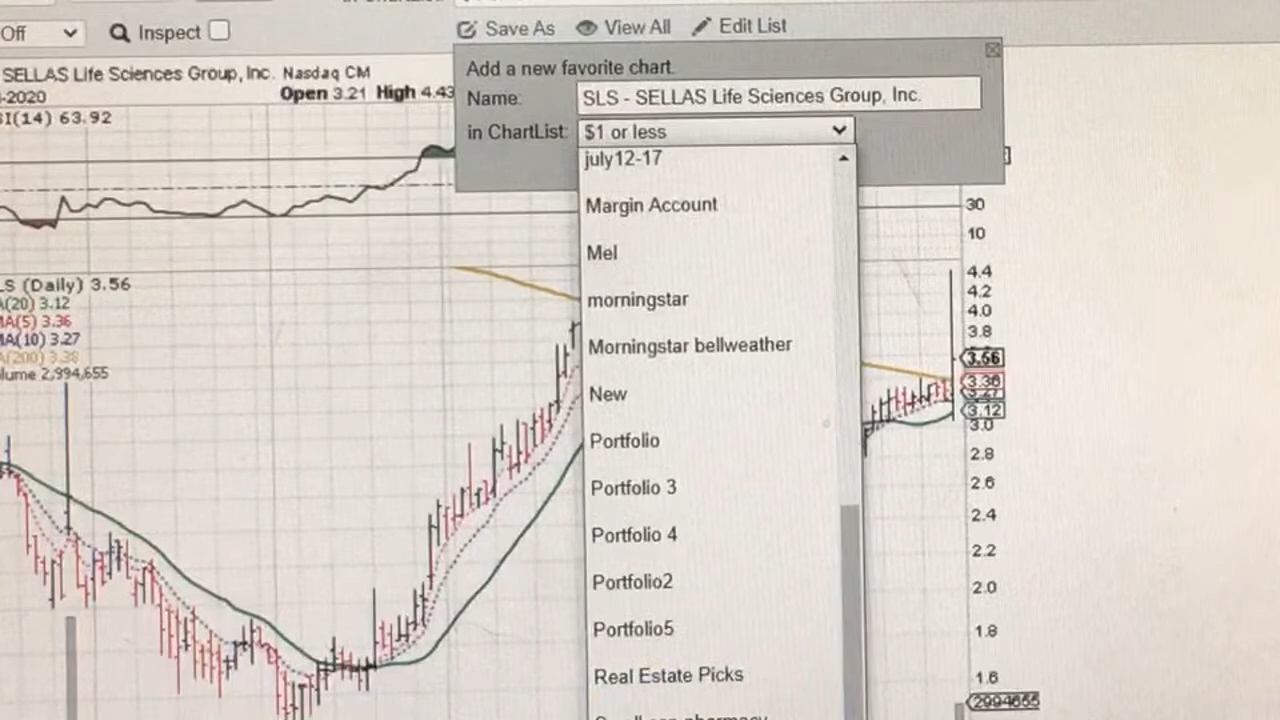 Off
Inspect
Save As
View All
Edit List
SELLAS Life Sciences Group, Inc. Nasdaq CM
-2020
Open 3.21 High 4.43
SI(14) 63.92
Add a new favorite chart.
Name: SLS - SELLAS Life Sciences Group, Inc.
in ChartList: $1 or less
july12-17
Margin Account
Mel
morningstar
Morningstar bellweather
New
Portfolio
Portfolio 3
Portfolio 4
Portfolio2
Portfolio5
Real Estate Picks
LS (Daily) 3.56
A(20) 3.12
MA(5) 3.36
MA(10) 3.27
A(200) 3.38
lume 2,994,655
30
10
4.4
4.2
4.0
3.8
3.56
3.36
3.27
3.12
3.0
2.8
2.6
2.4
2.2
2.0
1.8
1.6
2994655